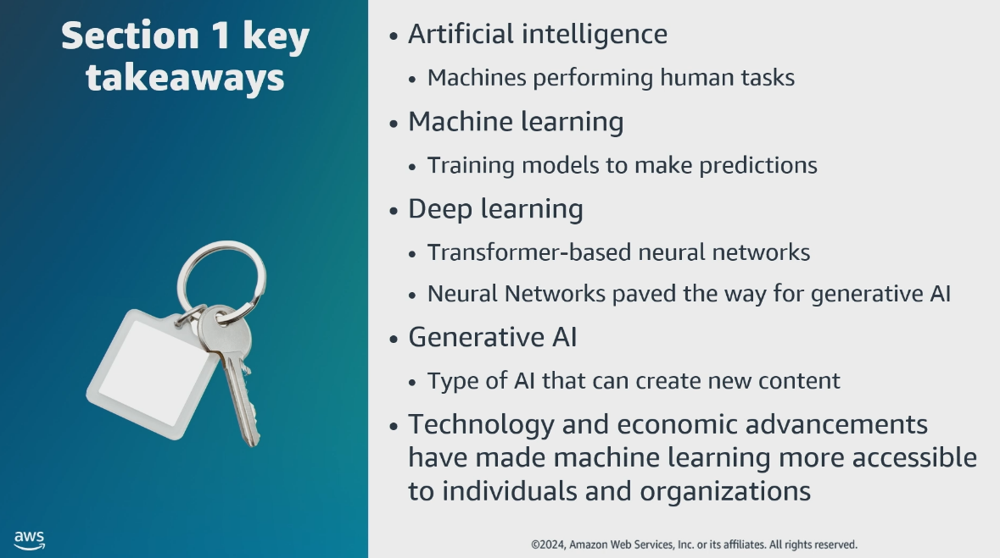 Section 1 key
takeaways
• Artificial intelligence
• Machines performing human tasks
• Machine learning
• Training models to make predictions
• Deep learning
• Transformer-based neural networks
• Neural Networks paved the way for generative AI
• Generative AI
• Type of AI that can create new content
• Technology and economic advancements
have made machine learning more accessible
to individuals and organizations
aws
©2024, Amazon Web Services, Inc. or its affiliates. All rights reserved.